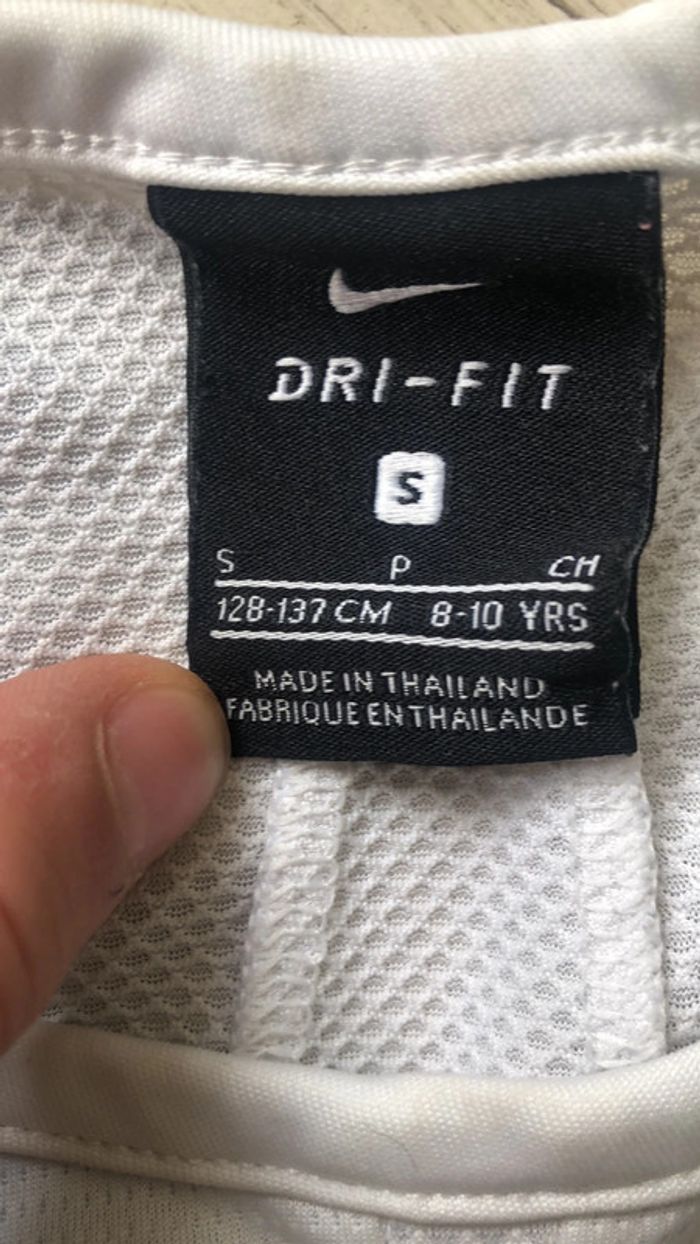 DRI-FIT
S
S P CH
128-137 CM 8-10 YRS
MADE IN THAILAND
FABRIQUE EN THAILANDE